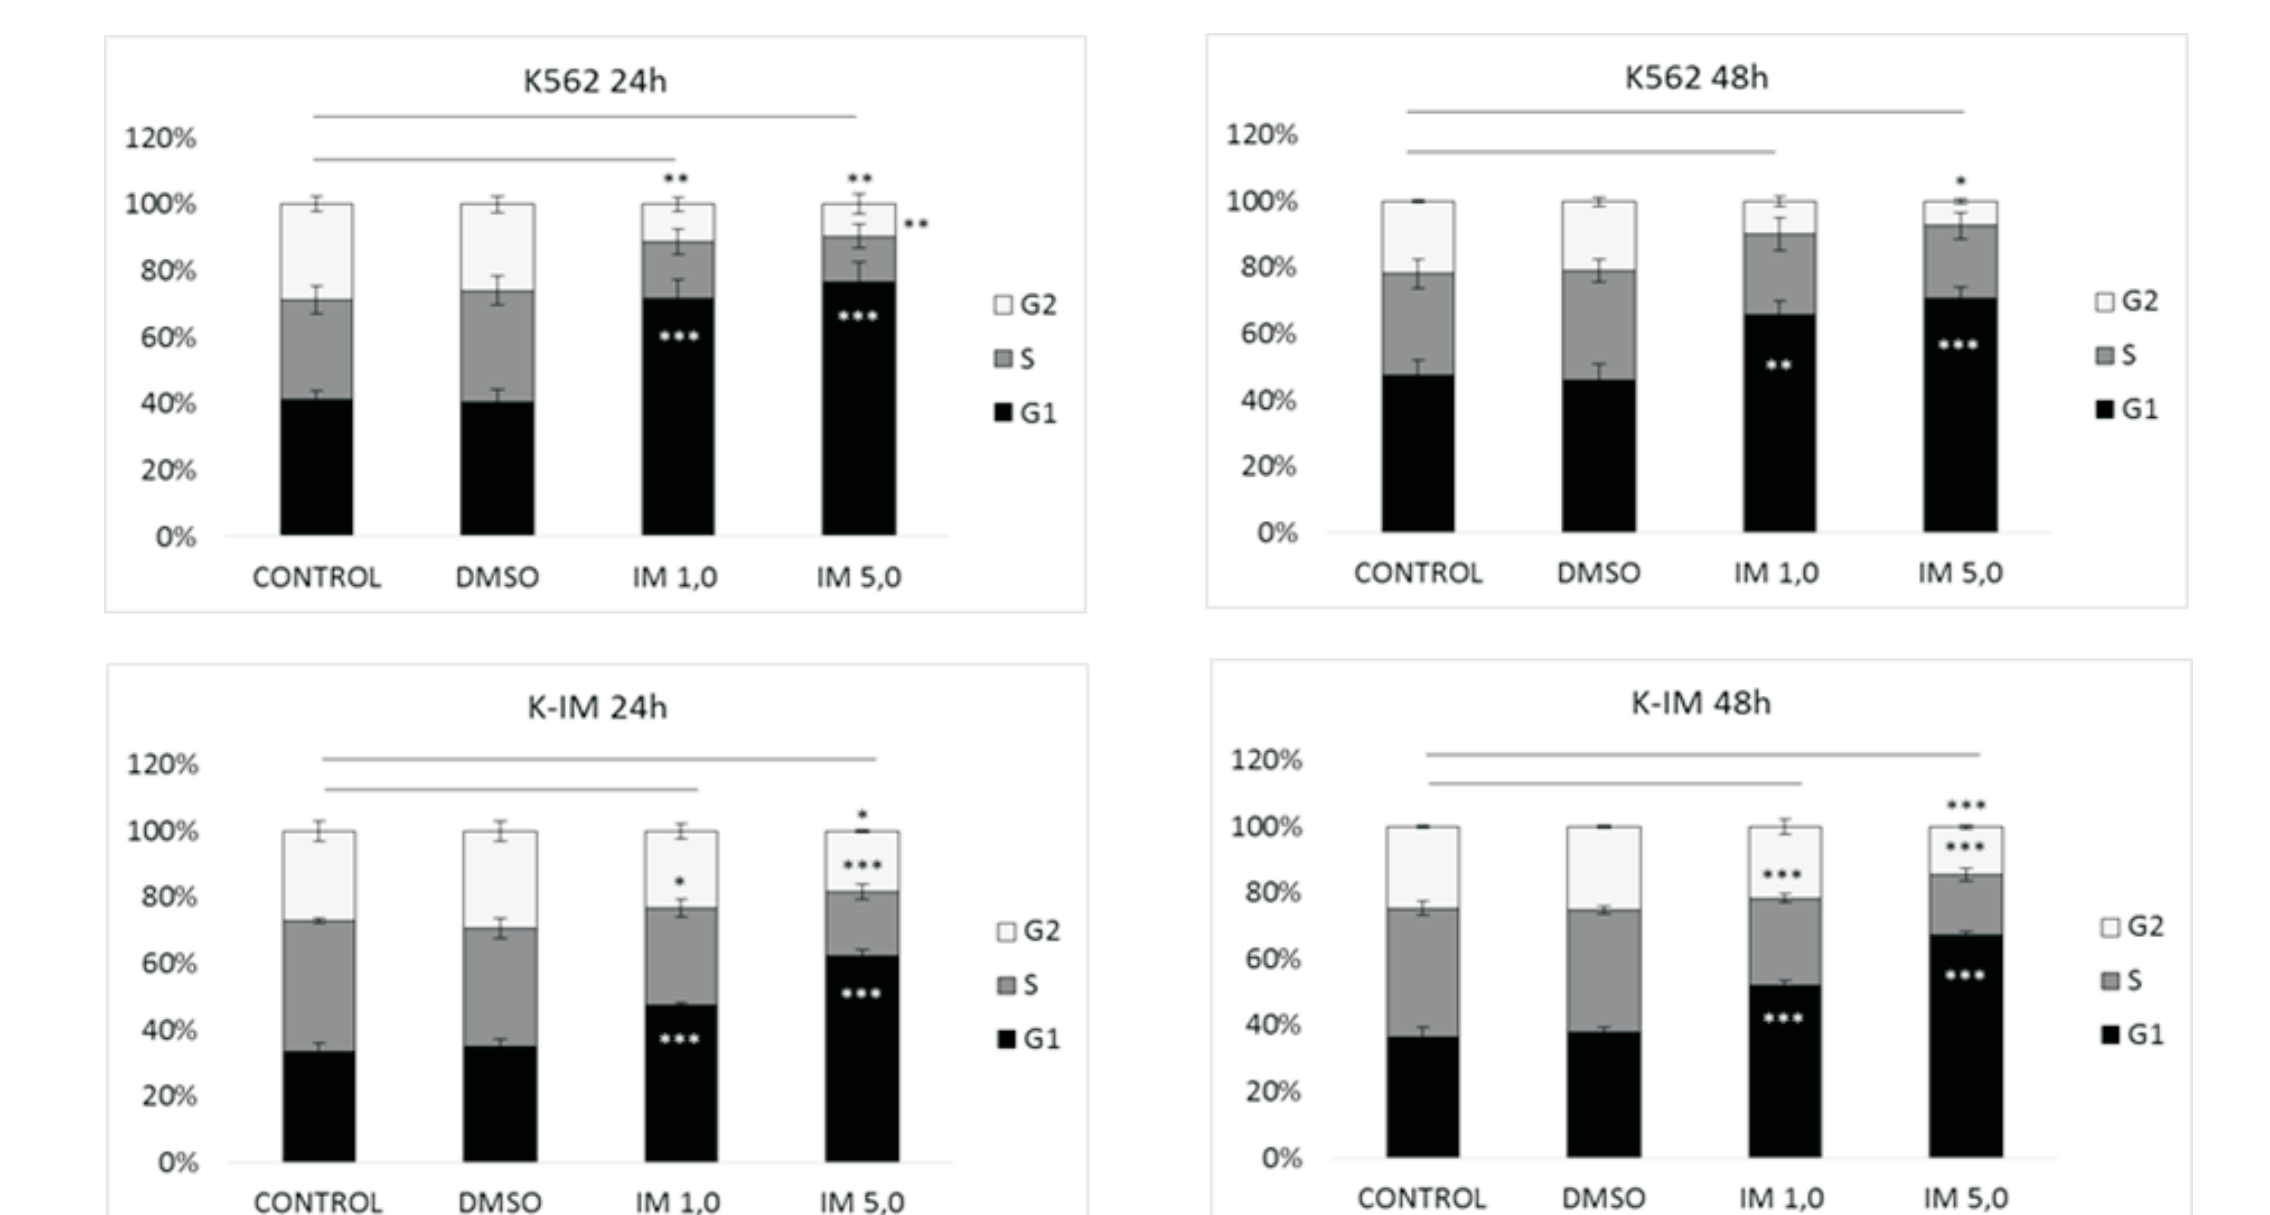 K562 24h
120%
100%
80%
60%
40%
20%
0%
** **
**
*** ***
CONTROL DMSO IM 1,0 IM 5,0
G2
S
G1
K562 48h
120%
100%
80%
60%
40%
20%
0%
*
** ***
CONTROL DMSO IM 1,0 IM 5,0
G2
S
G1
K-IM 24h
120%
100%
80%
60%
40%
20%
0%
*
* ***
*** ***
CONTROL DMSO IM 1,0 IM 5,0
G2
S
G1
K-IM 48h
120%
100%
80%
60%
40%
20%
0%
***
*** ***
*** ***
CONTROL DMSO IM 1,0 IM 5,0
G2
S
G1